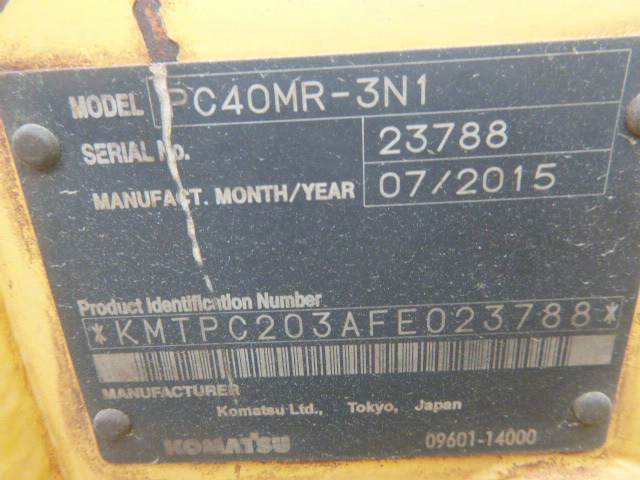 MODEL PC40MR-3N1
SERIAL No. 23788
MANUFACT. MONTH/YEAR 07/2015
Product Identification Number
*KMTPC203AFE023788*
MANUFACTURER
Komatsu Ltd., Tokyo, Japan
KOMATSU 09601-14000